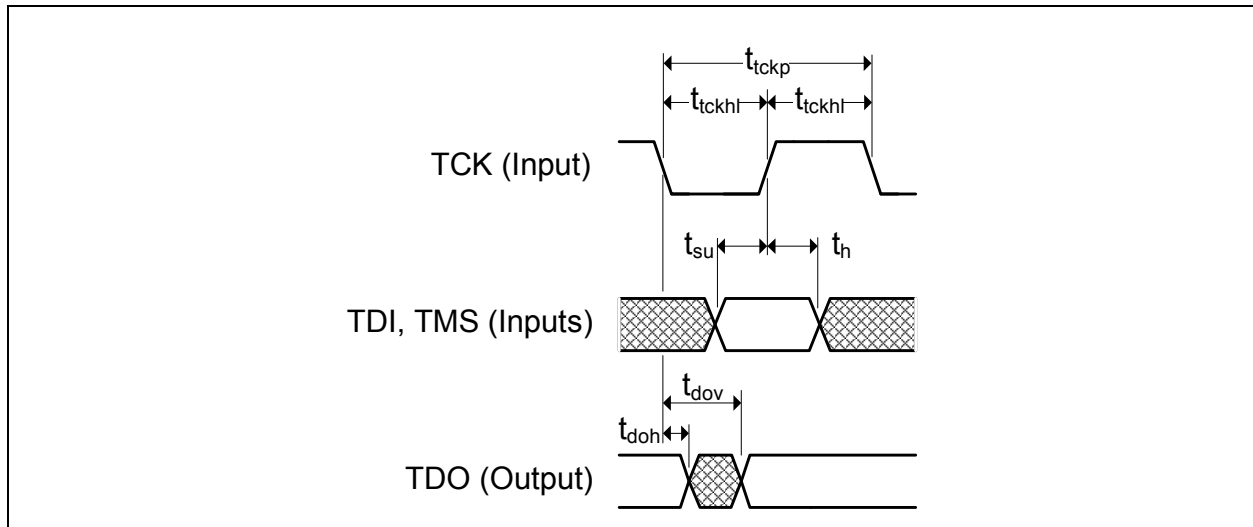 t_tckp
t_tckhl t_tckhl
TCK (Input)
t_su t_h
TDI, TMS (Inputs)
t_dov
t_doh
TDO (Output)